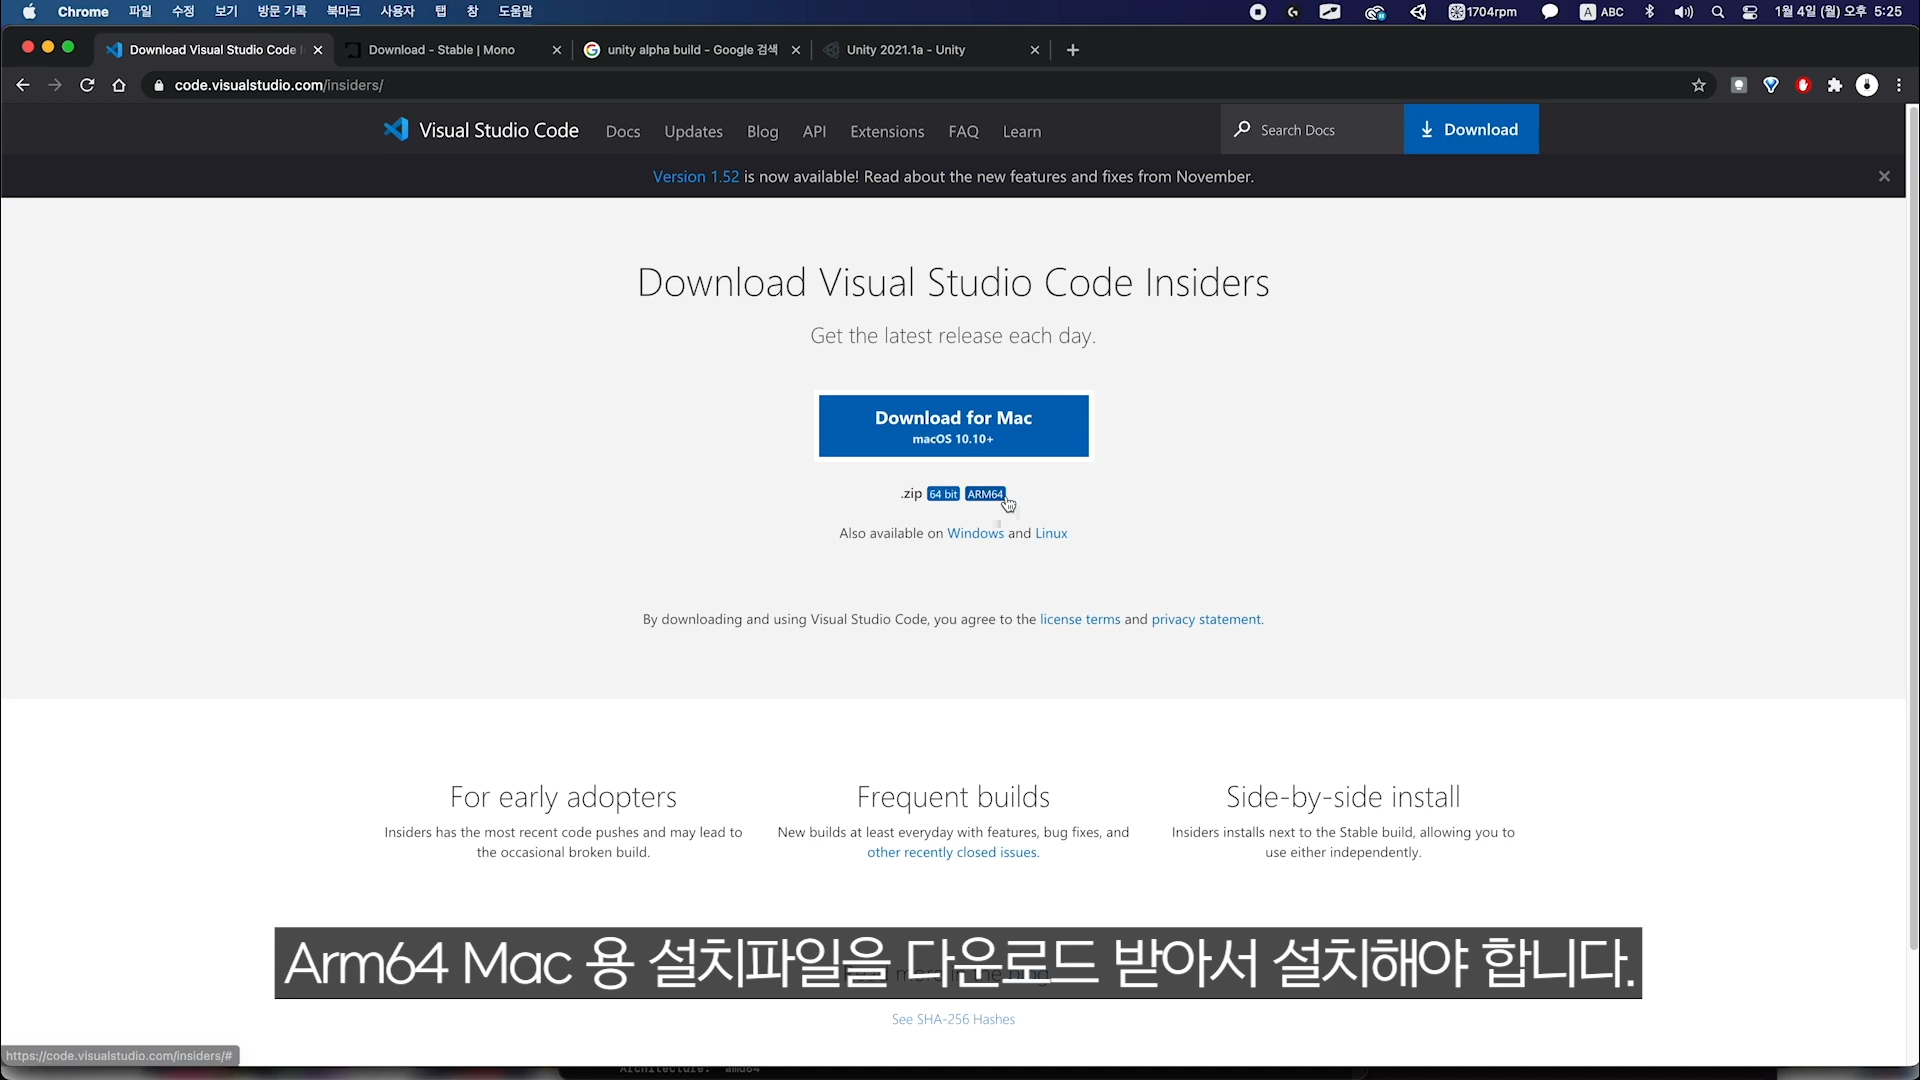 Chrome 파일 수정 보기 방문 기록 북마크 사용자 탭 창 도움말 1704rpm A ABC 1월 4일 (월) 오후 5:25
Download Visual Studio Code Download - Stable | Mono unity alpha build - Google 검색 Unity 2021.1a - Unity
code.visualstudio.com/insiders/
Visual Studio Code Docs Updates Blog API Extensions FAQ Learn Search Docs Download
Version 1.52 is now available! Read about the new features and fixes from November.
Download Visual Studio Code Insiders
Get the latest release each day.
Download for Mac
macOS 10.10+
.zip 64 bit ARM64
Also available on Windows and Linux
By downloading and using Visual Studio Code, you agree to the license terms and privacy statement.
For early adopters
Insiders has the most recent code pushes and may lead to
the occasional broken build.
Frequent builds
New builds at least everyday with features, bug fixes, and
other recently closed issues.
Side-by-side install
Insiders installs next to the Stable build, allowing you to
use either independently.
Arm64 Mac 용 설치파일을 다운로드 받아서 설치해야 합니다.
See SHA-256 Hashes
https://code.visualstudio.com/insiders/#